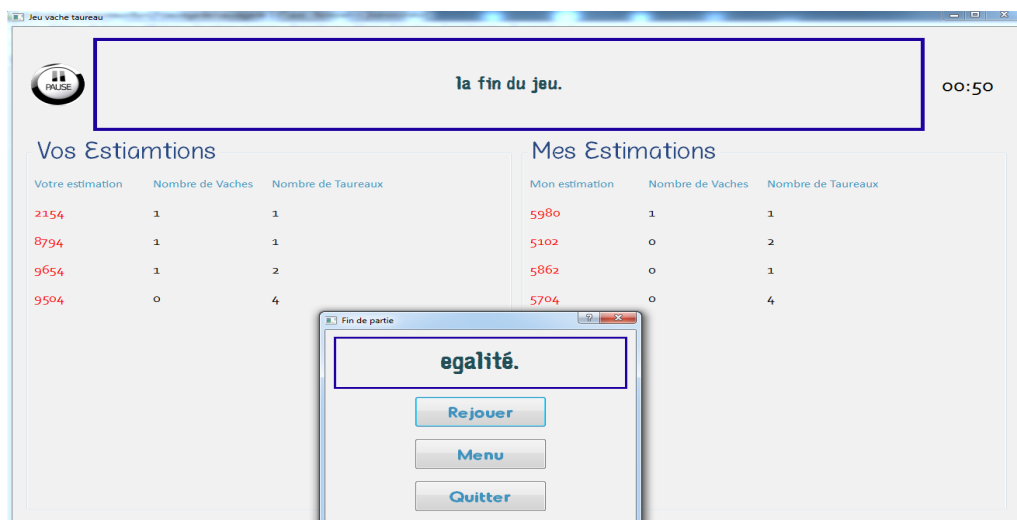 Jeu vache taureau
PAUSE
la fin du jeu.
00:50
Vos Estiamtions
Votre estimation Nombre de Vaches Nombre de Taureaux
2154 1 1
8794 1 1
9654 1 2
9504 0 4
Mes Estimations
Mon estimation Nombre de Vaches Nombre de Taureaux
5980 1 1
5102 0 2
5862 0 1
5704 0 4
Fin de partie
egalité.
Rejouer
Menu
Quitter